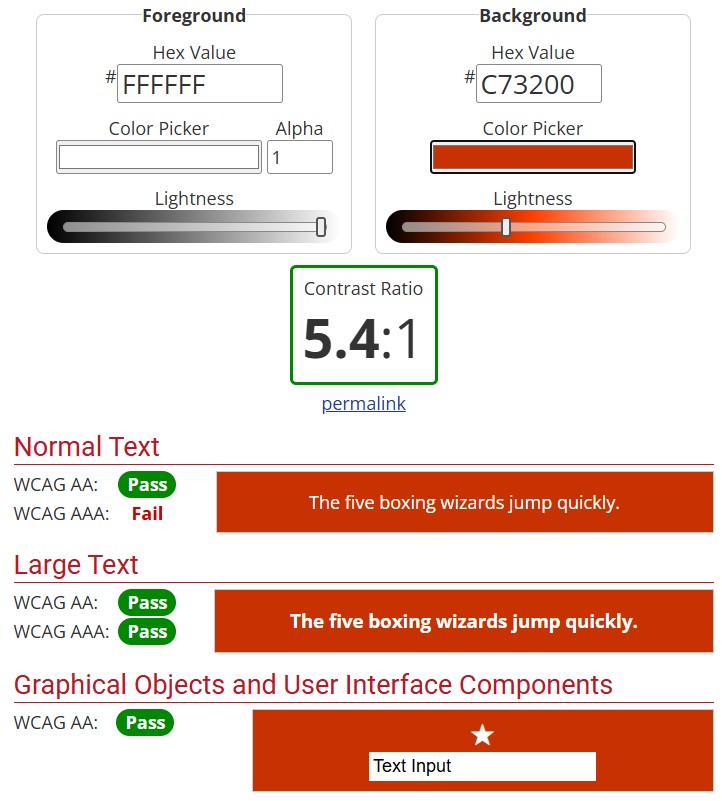 Foreground
Hex Value
#FFFFFF
Color Picker Alpha
1
Lightness
Background
Hex Value
#C73200
Color Picker
Lightness
Contrast Ratio
5.4:1
permalink
Normal Text
WCAG AA: Pass
WCAG AAA: Fail
The five boxing wizards jump quickly.
Large Text
WCAG AA: Pass
WCAG AAA: Pass
The five boxing wizards jump quickly.
Graphical Objects and User Interface Components
WCAG AA: Pass
Text Input